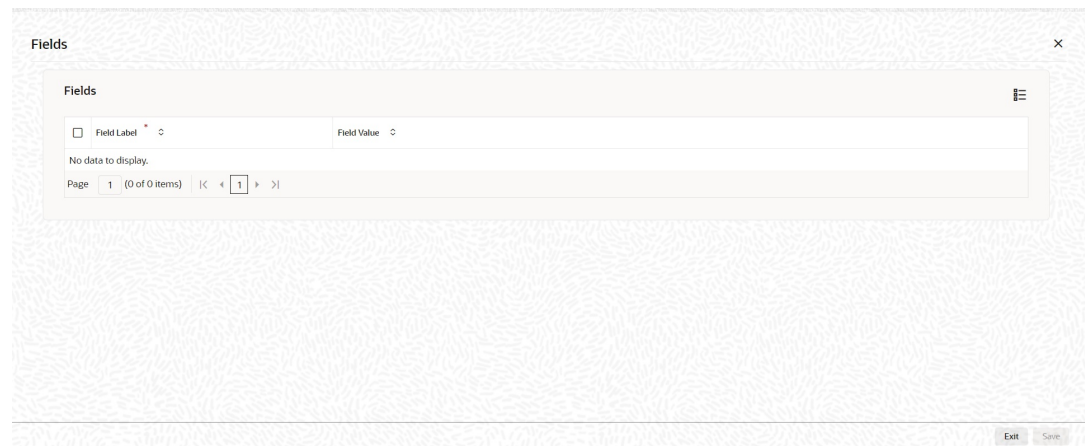 Fields
Fields
Field Label * Field Value
No data to display.
Page 1 (0 of 0 items) 1
Exit Save